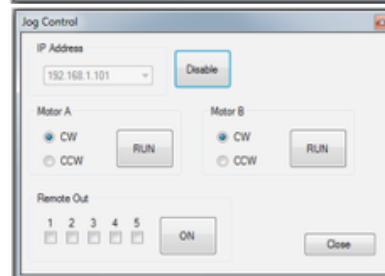 Jog Control
IP Address
192.168.1.101
Disable
Motor A
CW
CCW
RUN
Motor B
CW
CCW
RUN
Remote Out
1 2 3 4 5
ON
Close